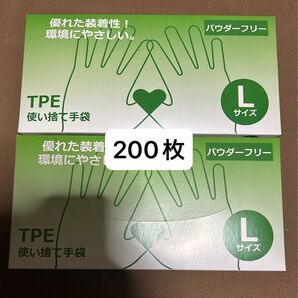 優れた装着性！
環境にやさしい。
パウダーフリー
TPE
使い捨て手袋
L
サイズ
200枚
優れた装着性
環境にやさし
パウダーフリー
TPE
使い捨て手袋
L
サイズ